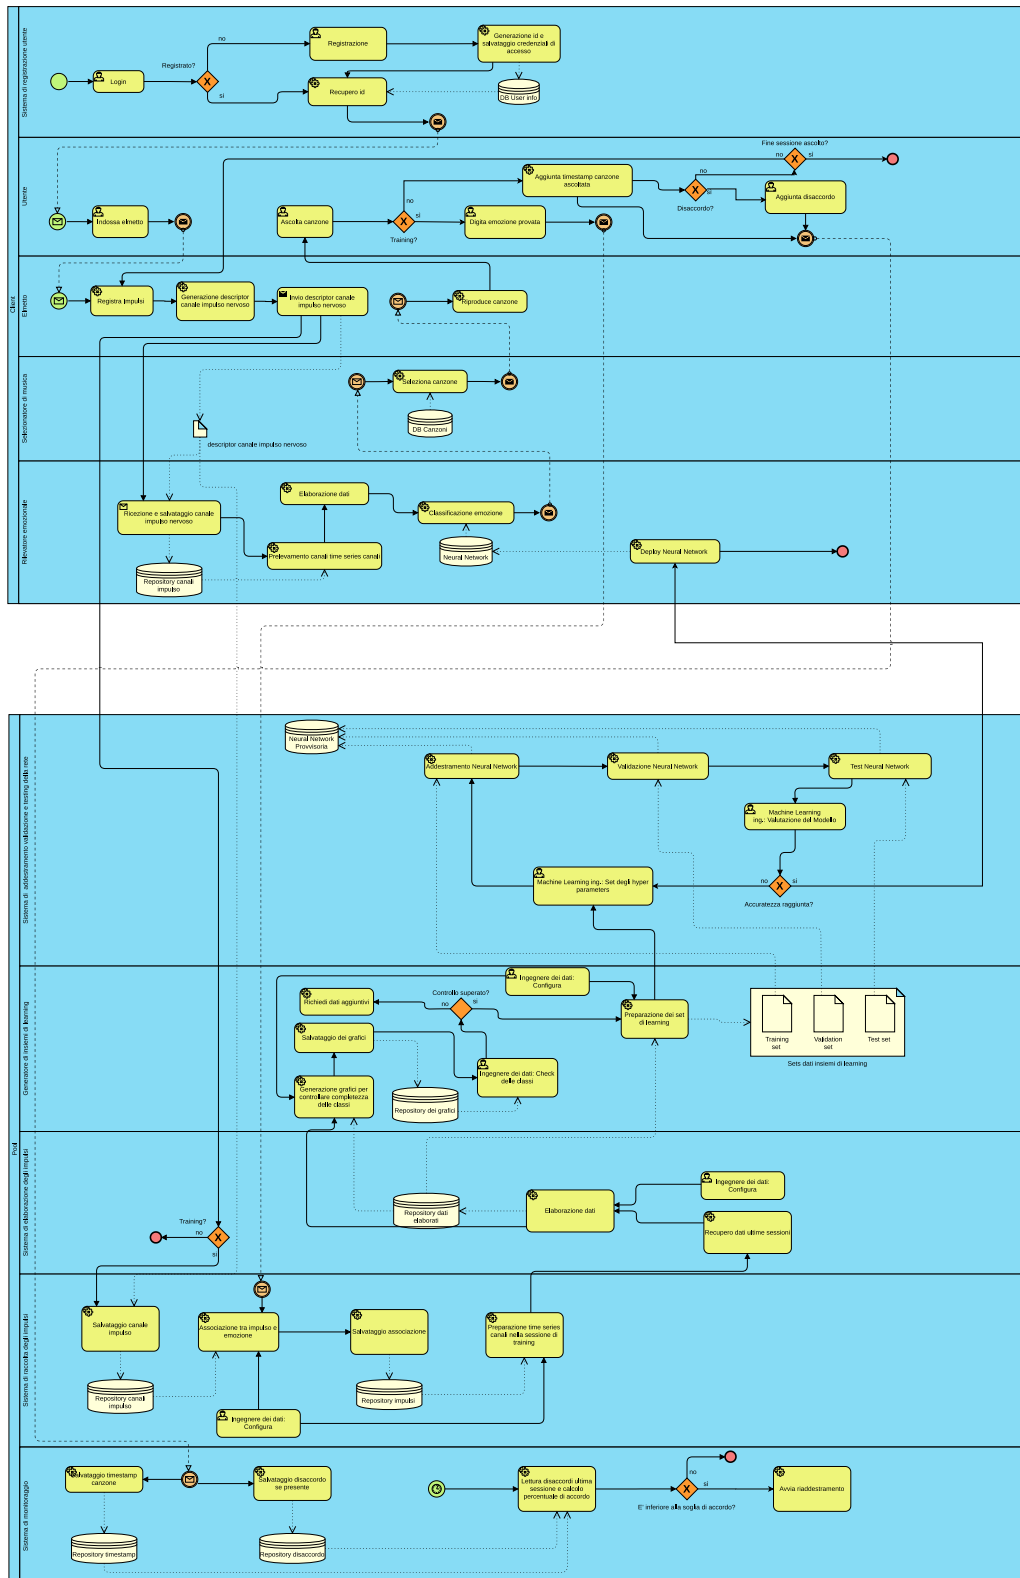 Client
Sistema di registrazione utente
Login
Registrato?
no
si
Registrazione
Generazione id e
salvataggio credenziali di
accesso
Recupero id
DB User info
Utente
Indossa elmetto
Ascolta canzone
Training?
no
si
Aggiunta timestamp canzone
ascoltata
Digita emozione provata
Disaccordo?
no
si
Aggiunta disaccordo
Fine sessione ascolto?
no
si
Elmetto
Registra Impulsi
Generazione descriptor
canale impulso nervoso
Invio descriptor canale
impulso nervoso
Riproduce canzone
Selezionatore di musica
Seleziona canzone
DB Canzoni
descriptor canale impulso nervoso
Rilevatore emozionale
Ricezione e salvataggio canale
impulso nervoso
Repository canali
impulso
Elaborazione dati
Prelevamento canali time series canali
Classificazione emozione
Neural Network
Deploy Neural Network
Pool
Sistema di addestramento validazione e testing della rete
Neural Network
Provvisoria
Addestramento Neural Network
Validazione Neural Network
Test Neural Network
Machine Learning
ing.: Valutazione del Modello
Machine Learning ing.: Set degli hyper
parameters
no
si
Accuratezza raggiunta?
Generatore di insiemi di learning
Ingegnere dei dati:
Configura
Richiedi dati aggiuntivi
Controllo superato?
no
si
Salvataggio dei grafici
Preparazione dei set
di learning
Generazione grafici per
controllare completezza
delle classi
Repository dei grafici
Ingegnere dei dati: Check
delle classi
Training
set
Validation
set
Test set
Sets dati insiemi di learning
Sistema di elaborazione degli impulsi
Training?
no
si
Repository dati
elaborati
Elaborazione dati
Ingegnere dei dati:
Configura
Recupero dati ultime sessioni
Sistema di raccolta degli impulsi
Salvataggio canale
impulso
Repository canali
impulso
Associazione tra impulso e
emozione
Salvataggio associazione
Repository impulsi
Preparazione time series
canali nella sessione di
training
Ingegnere dei dati:
Configura
Sistema di monitoraggio
Salvataggio timestamp
canzone
Repository timestamp
Salvataggio disaccordo
se presente
Repository disaccordo
Lettura disaccordi ultima
sessione e calcolo
percentuale di accordo
no
si
E' inferiore alla soglia di accordo?
Avvia riaddestramento